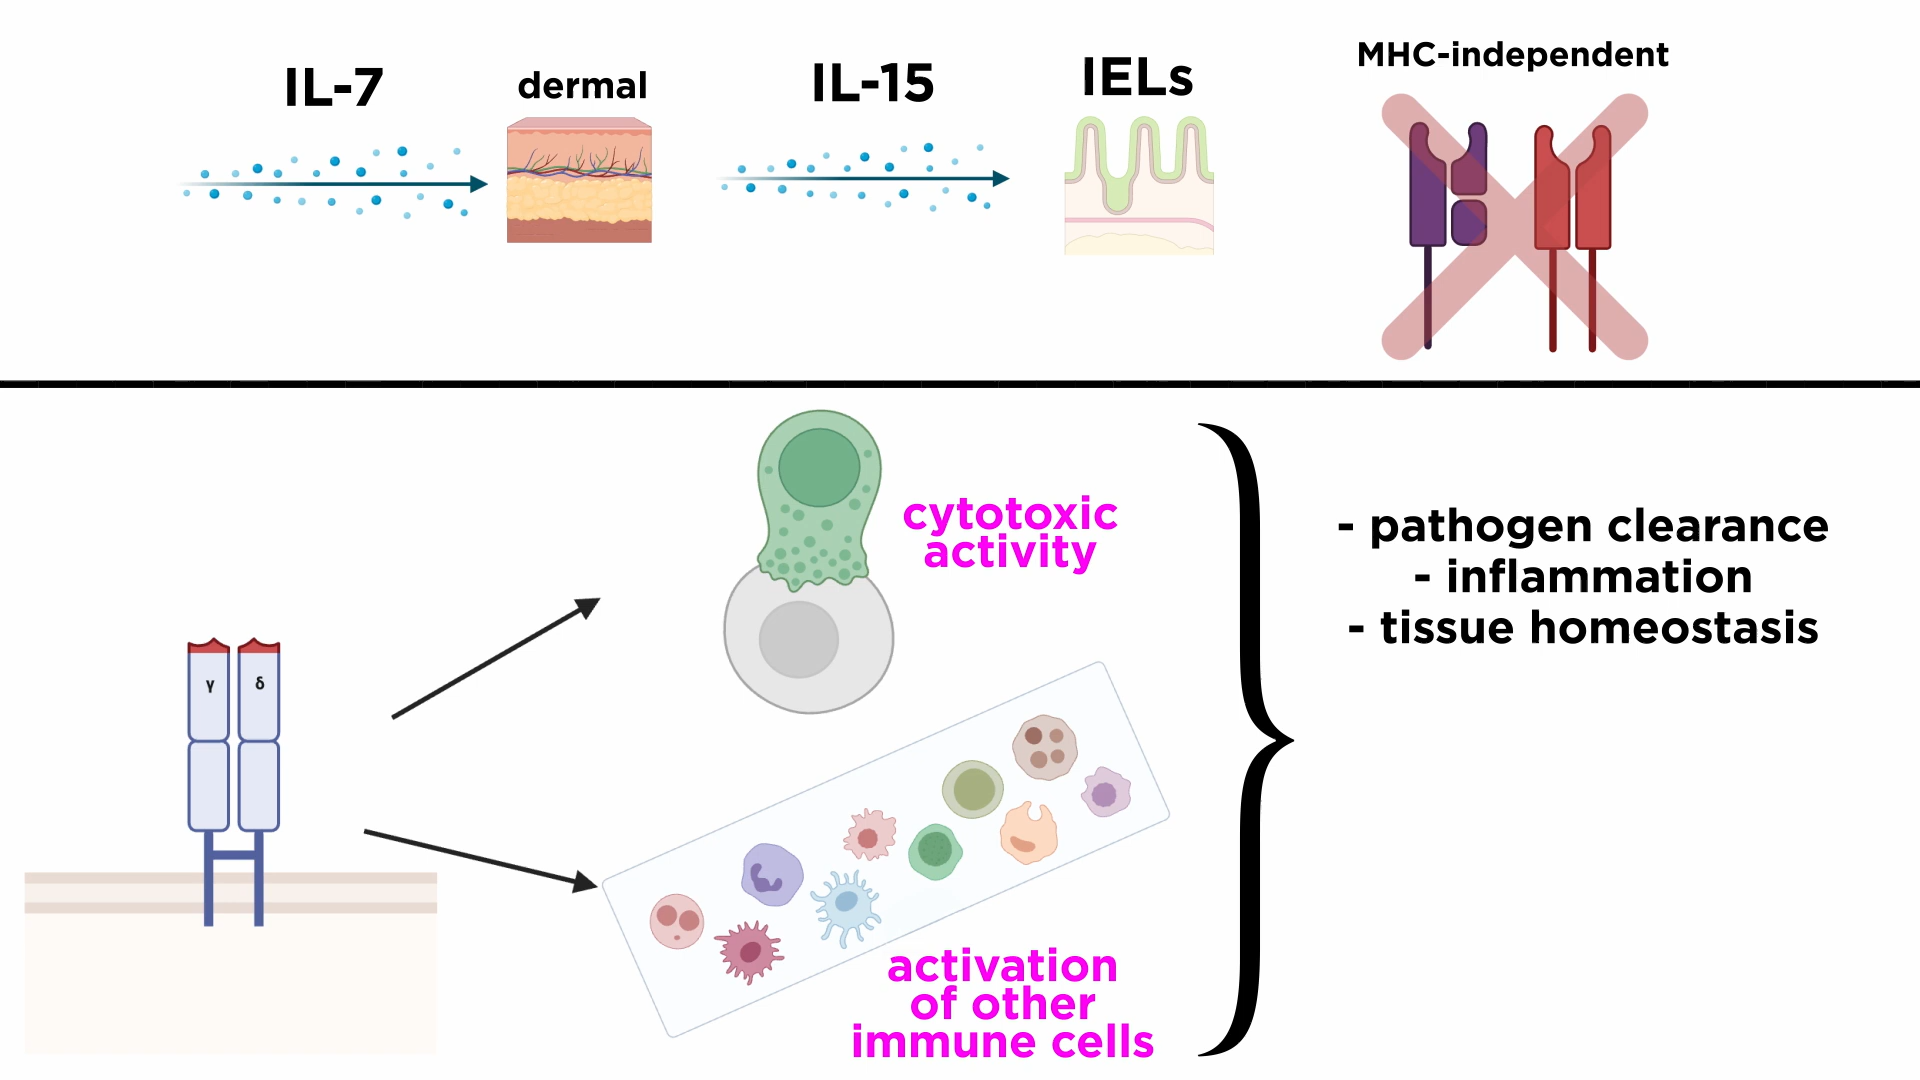 IL-7
dermal
IL-15
IELs
MHC-independent
cytotoxic
activity
- pathogen clearance
- inflammation
- tissue homeostasis
γ
δ
activation
of other
immune cells